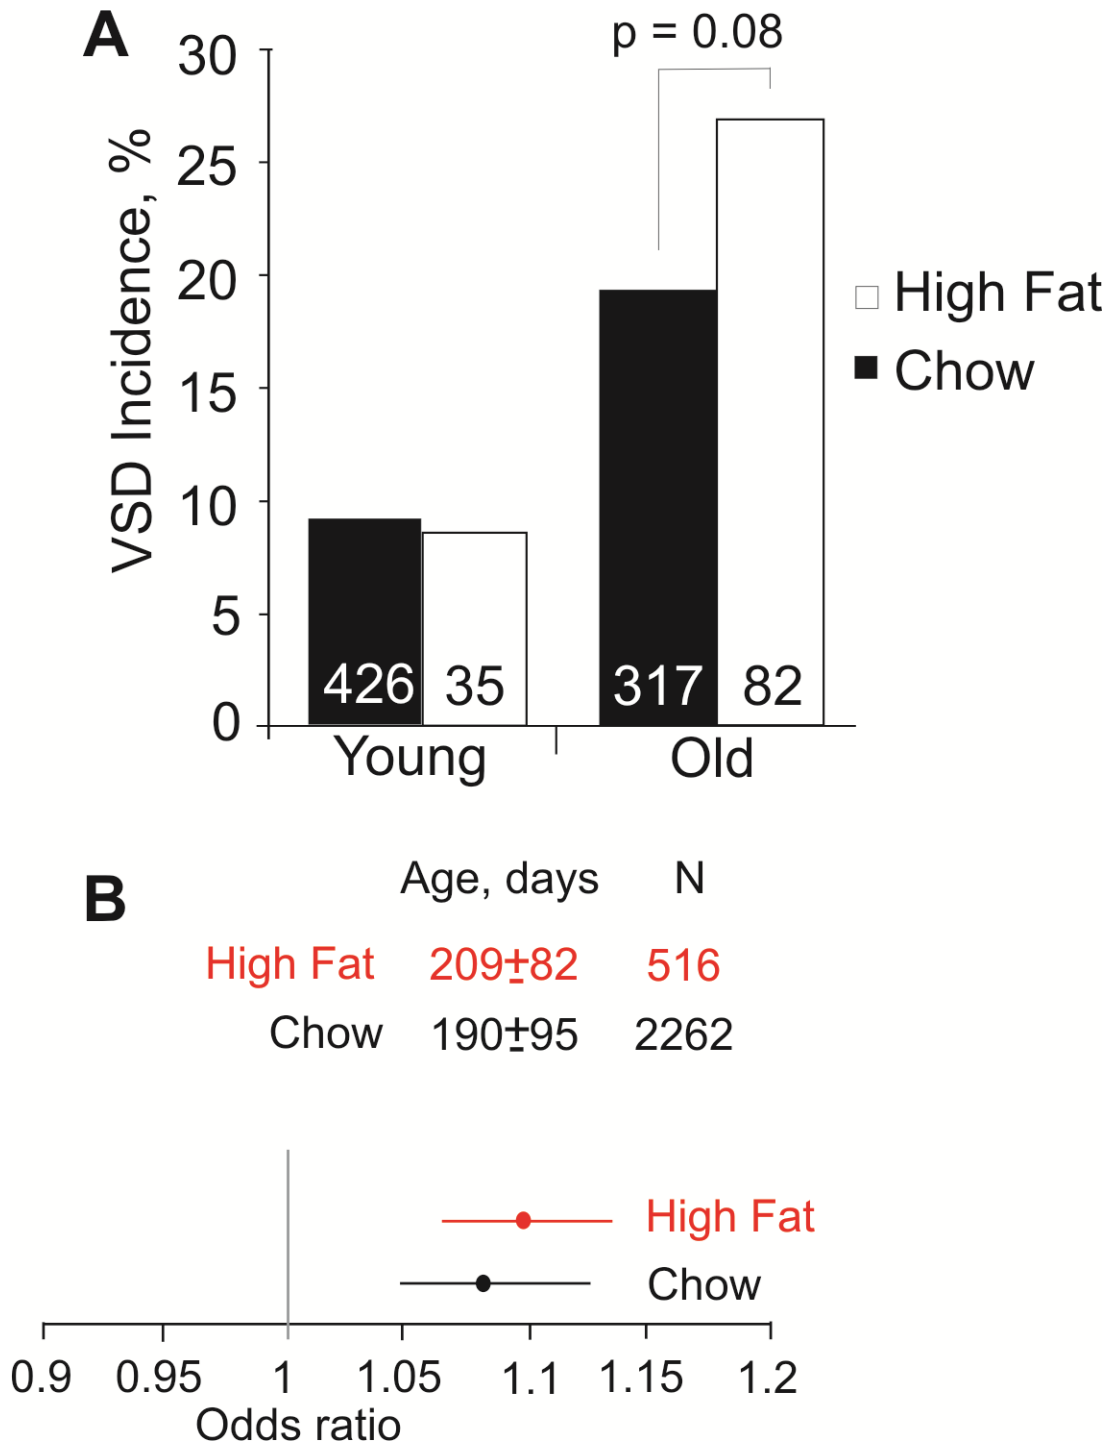 A
p = 0.08
VSD Incidence, %
30
25
20
15
10
5
0
426
35
317
82
Young
Old
High Fat
Chow
B
Age, days N
High Fat 209±82 516
Chow 190±95 2262
High Fat
Chow
0.9 0.95 1 1.05 1.1 1.15 1.2
Odds ratio